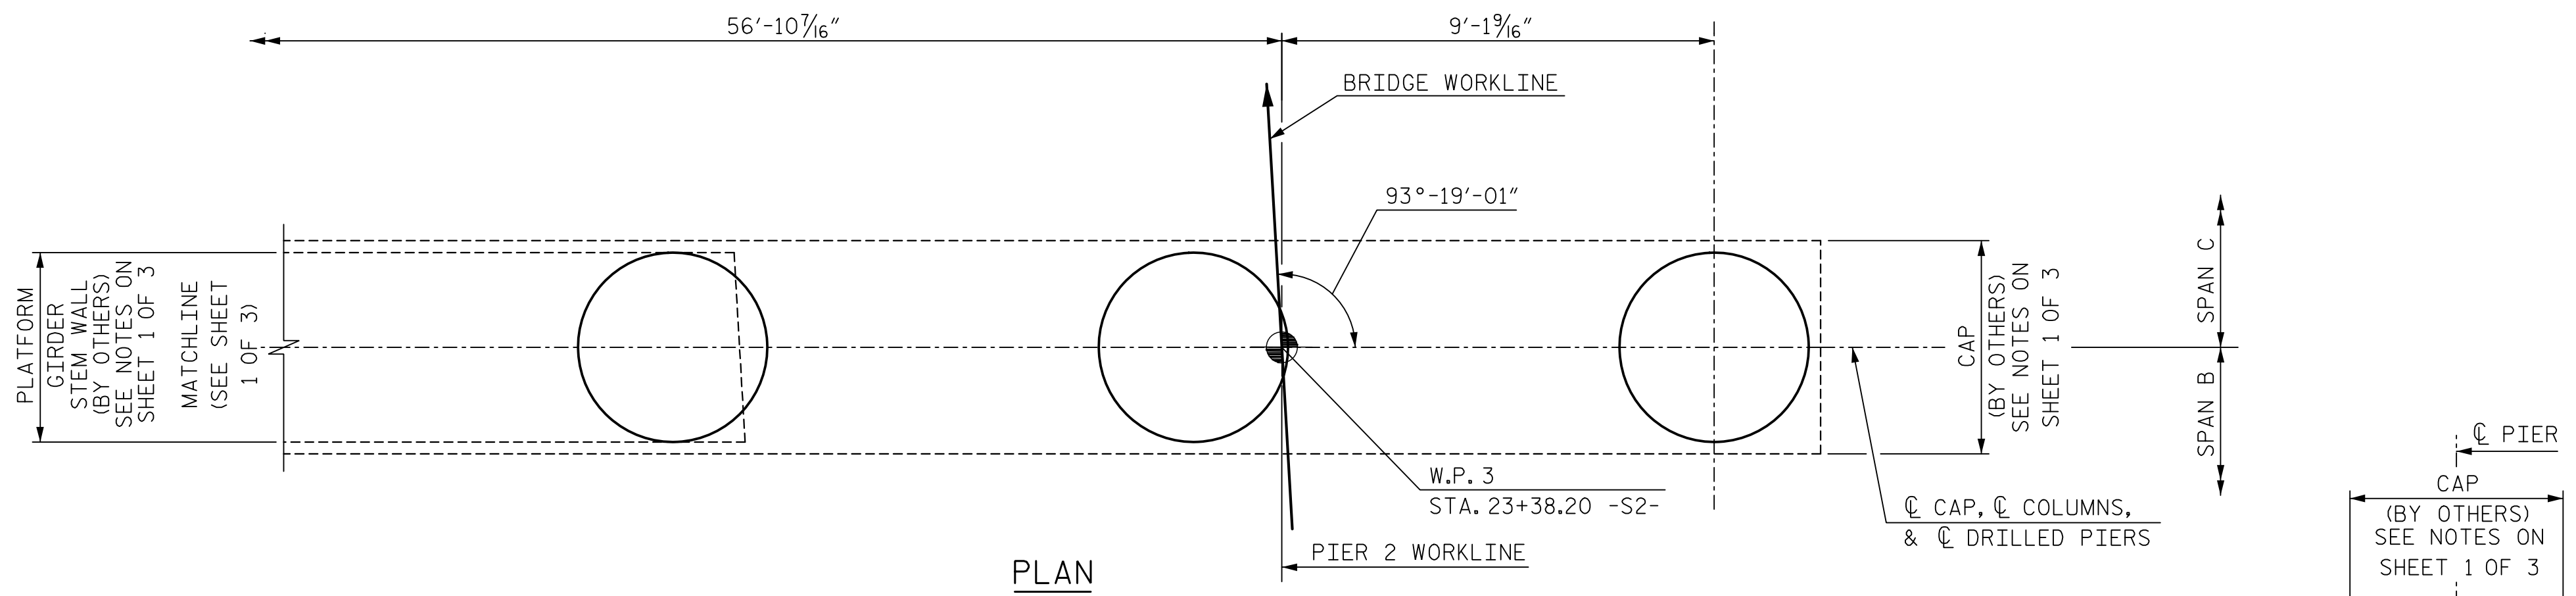 56'-10 7/16"
9'-1 9/16"
BRIDGE WORKLINE
93°-19'-01"
PLATFORM
GIRDER
STEM WALL
(BY OTHERS)
SEE NOTES ON
SHEET 1 OF 3
MATCHLINE
(SEE SHEET
1 OF 3)
CAP
(BY OTHERS)
SEE NOTES ON
SHEET 1 OF 3
SPAN C
SPAN B
W.P. 3
STA. 23+38.20 -S2-
℄ CAP, ℄ COLUMNS,
& ℄ DRILLED PIERS
PIER 2 WORKLINE
PLAN
℄ PIER
CAP
(BY OTHERS)
SEE NOTES ON
SHEET 1 OF 3